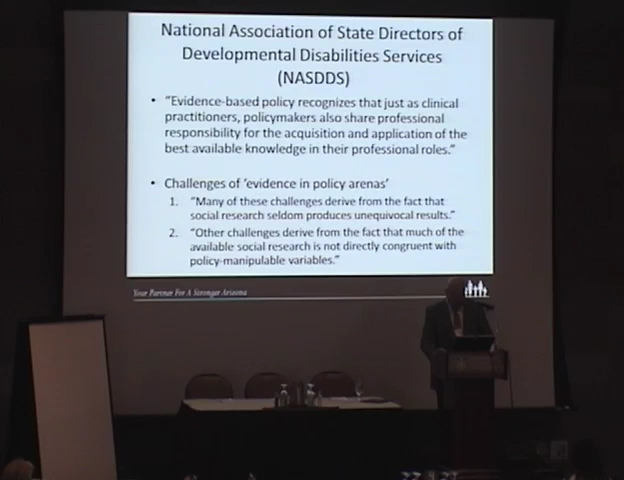 National Association of State Directors of
Developmental Disabilities Services
(NASDDS)
• "Evidence-based policy recognizes that just as clinical
practitioners, policymakers also share professional
responsibility for the acquisition and application of the
best available knowledge in their professional roles."
• Challenges of 'evidence in policy arenas'
1. "Many of these challenges derive from the fact that
social research seldom produces unequivocal results."
2. "Other challenges derive from the fact that much of the
available social research is not directly congruent with
policy-manipulable variables."
Your Partner For A Stronger Arizona